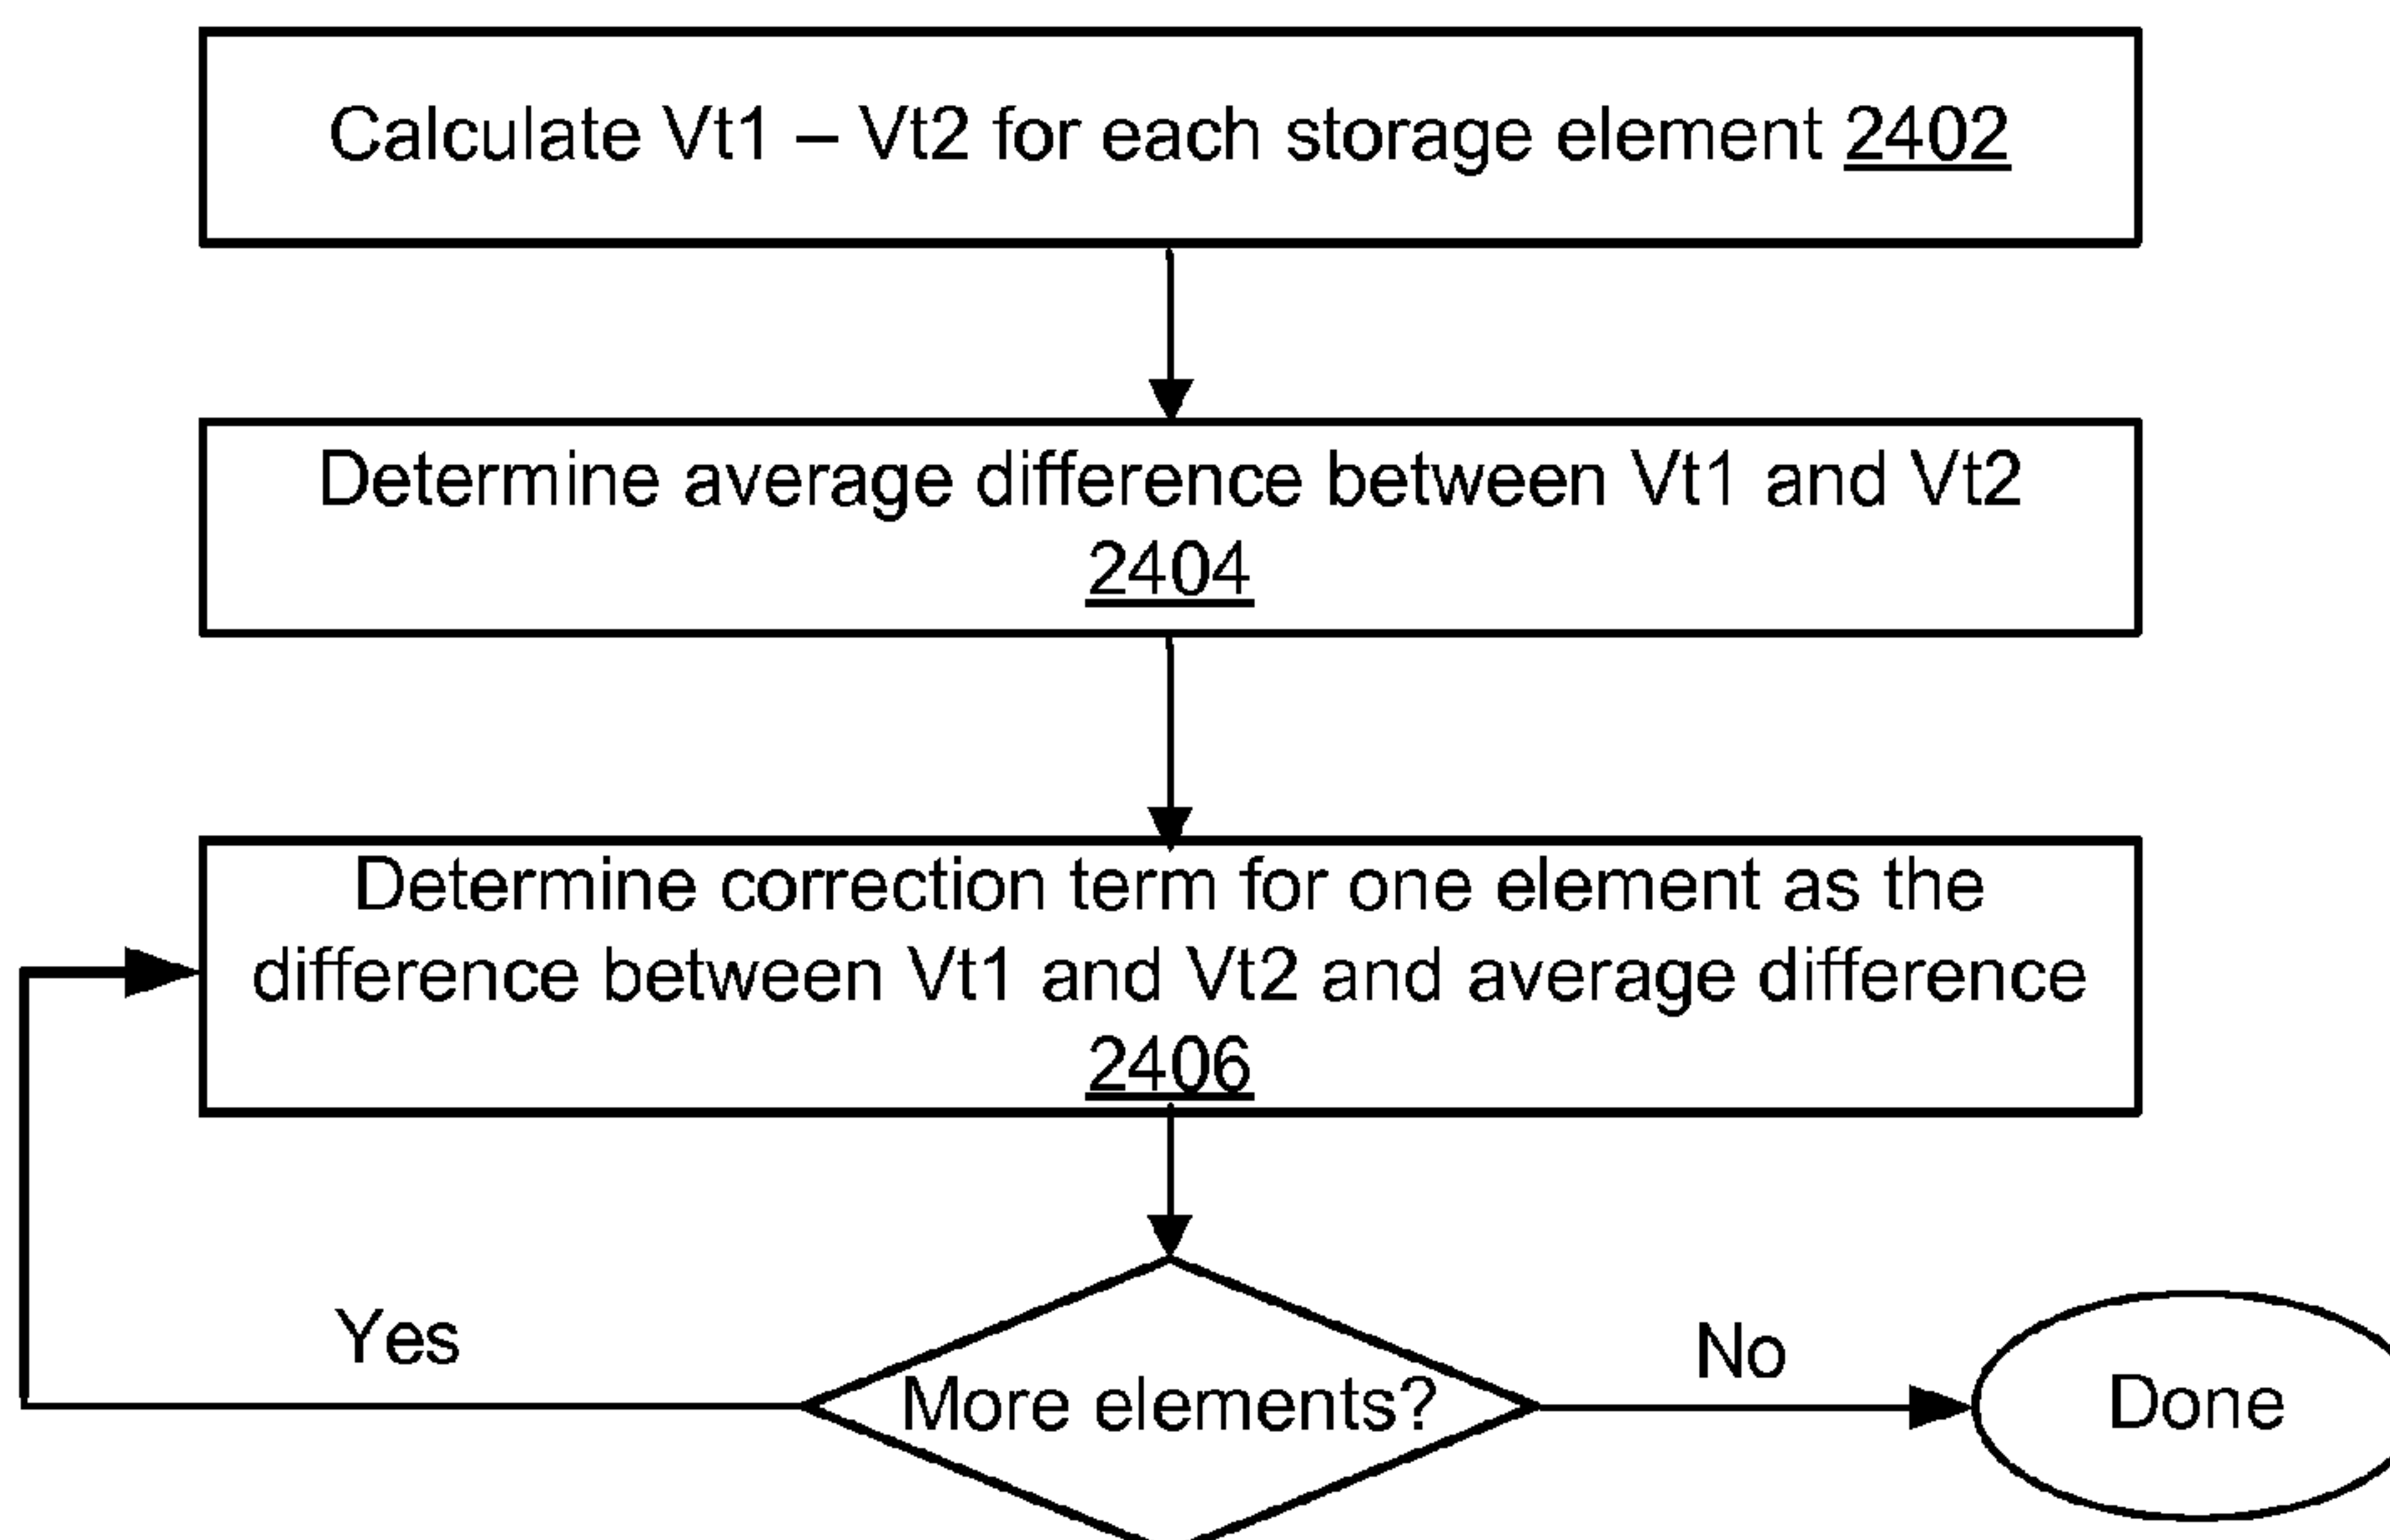 Calculate Vt1 – Vt2 for each storage element 2402
Determine average difference between Vt1 and Vt2
2404
Determine correction term for one element as the
difference between Vt1 and Vt2 and average difference
2406
Yes
No
More elements?
Done